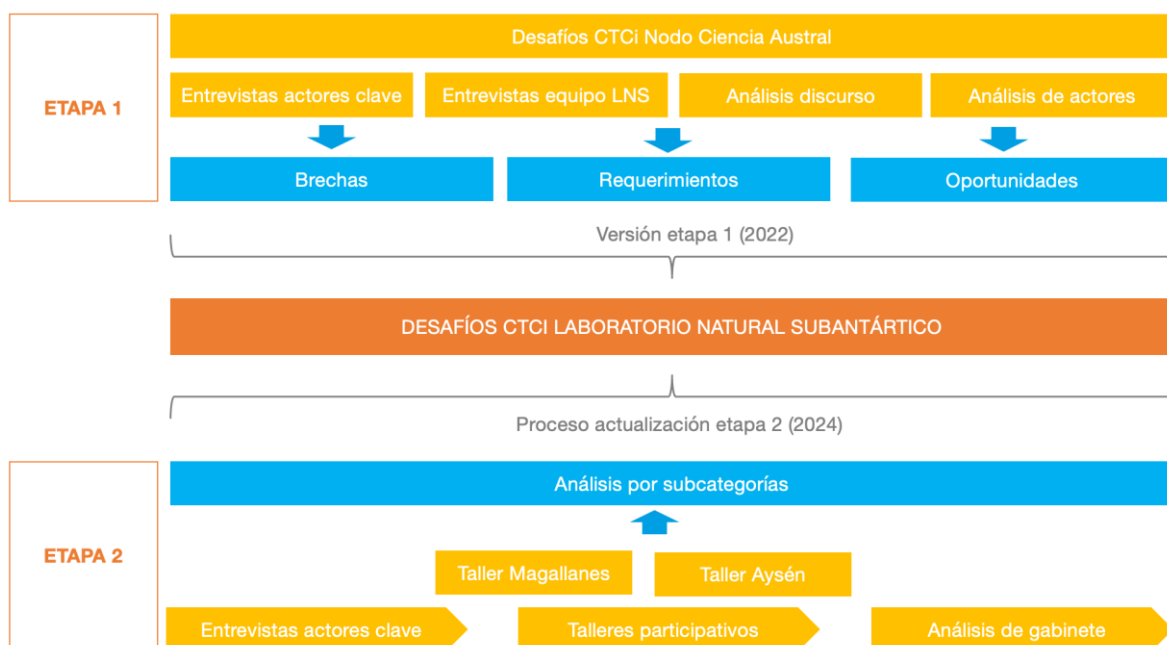 Desafíos CTCi Nodo Ciencia Austral
ETAPA 1
Entrevistas actores clave
Entrevistas equipo LNS
Análisis discurso
Análisis de actores
Brechas
Requerimientos
Oportunidades
Versión etapa 1 (2022)
DESAFÍOS CTCI LABORATORIO NATURAL SUBANTÁRTICO
Proceso actualización etapa 2 (2024)
Análisis por subcategorías
ETAPA 2
Taller Magallanes
Taller Aysén
Entrevistas actores clave
Talleres participativos
Análisis de gabinete